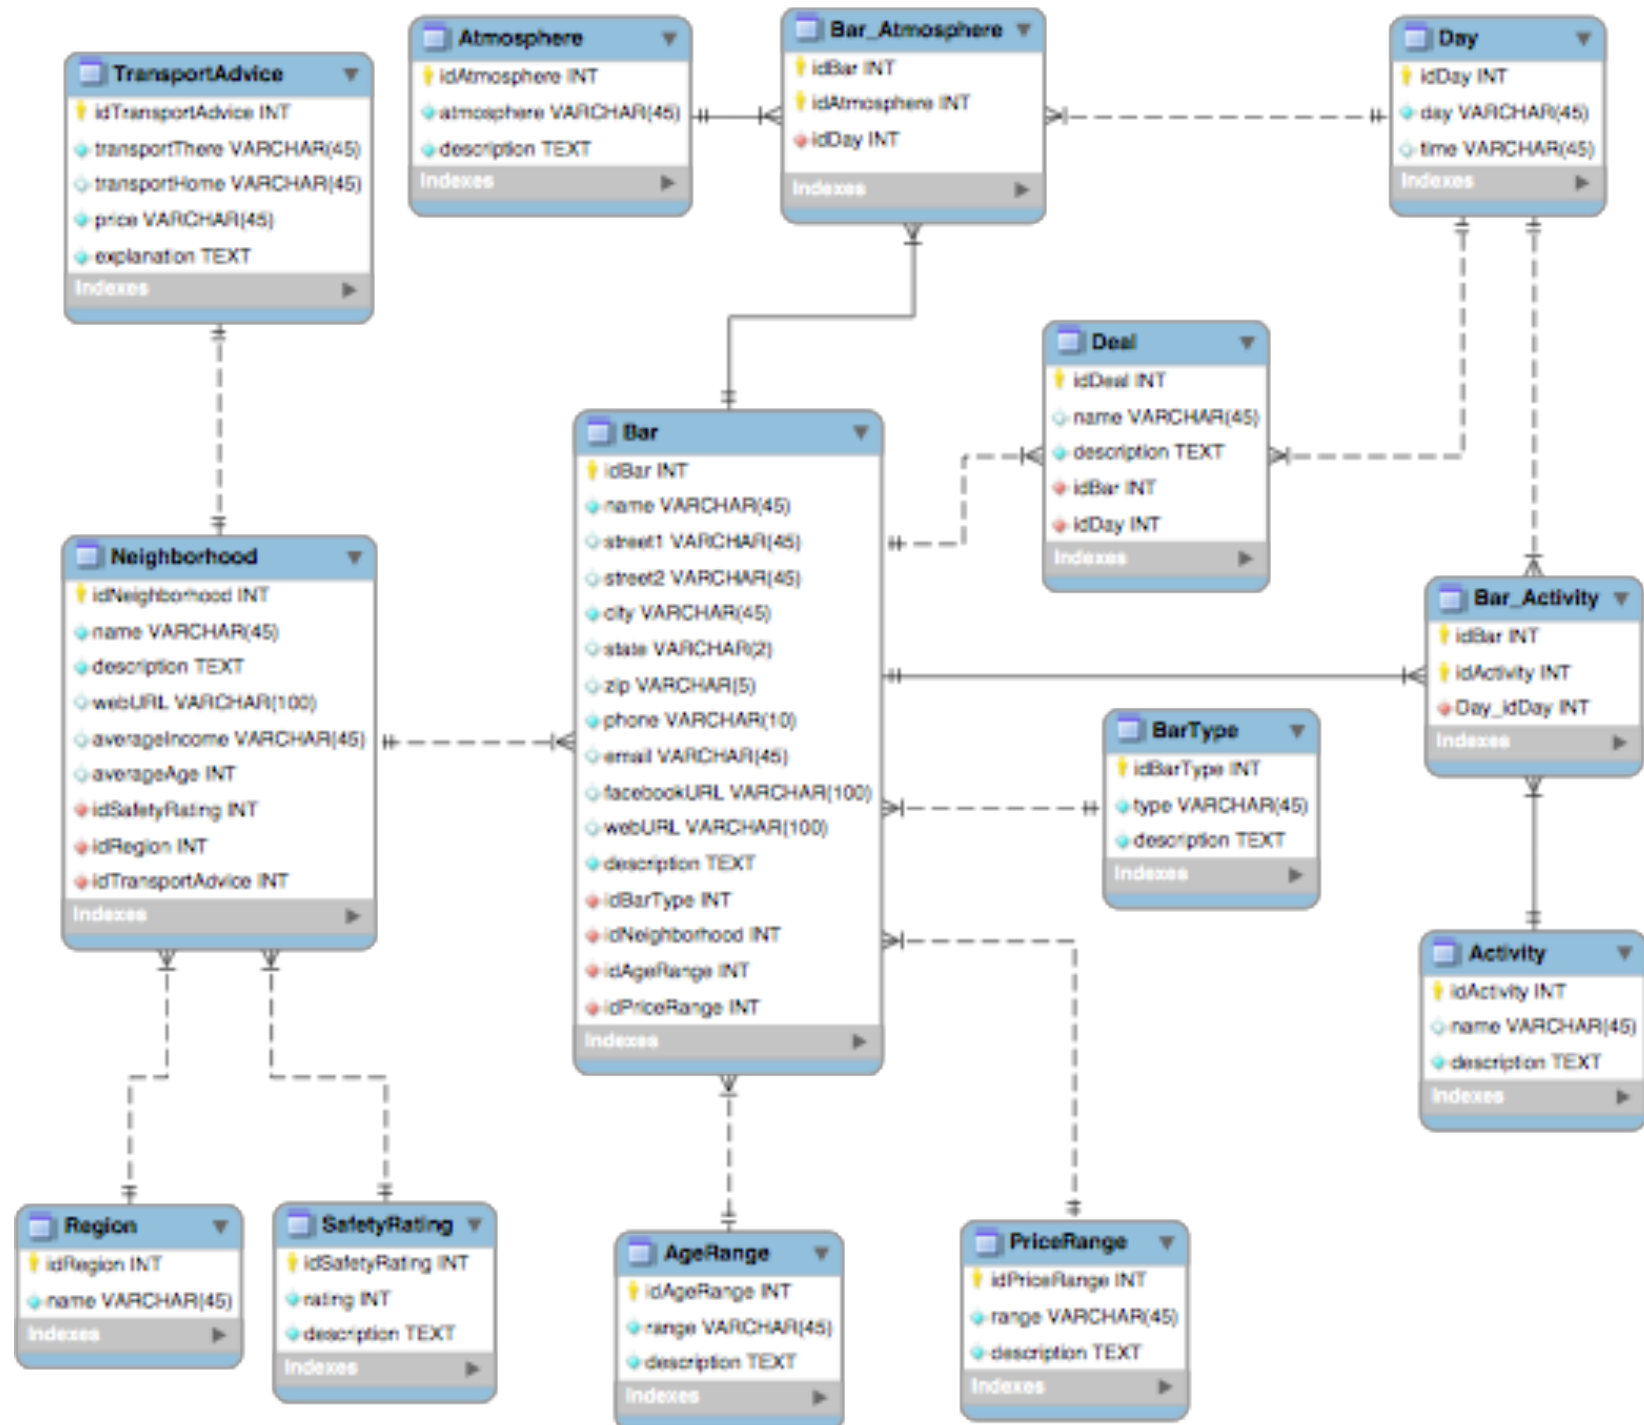 TransportAdvice
idTransportAdvice INT
transportThere VARCHAR(45)
transportHome VARCHAR(45)
price VARCHAR(45)
explanation TEXT
Indexes
Atmosphere
idAtmosphere INT
atmosphere VARCHAR(45)
description TEXT
Indexes
Bar_Atmosphere
idBar INT
idAtmosphere INT
idDay INT
Indexes
Day
idDay INT
day VARCHAR(45)
time VARCHAR(45)
Indexes
Deal
idDeal INT
name VARCHAR(45)
description TEXT
idBar INT
idDay INT
Indexes
Bar
idBar INT
name VARCHAR(45)
street1 VARCHAR(45)
street2 VARCHAR(45)
city VARCHAR(45)
state VARCHAR(2)
zip VARCHAR(5)
phone VARCHAR(10)
email VARCHAR(45)
facebookURL VARCHAR(100)
webURL VARCHAR(100)
description TEXT
idBarType INT
idNeighborhood INT
idAgeRange INT
idPriceRange INT
Indexes
Neighborhood
idNeighborhood INT
name VARCHAR(45)
description TEXT
webURL VARCHAR(100)
averageIncome VARCHAR(45)
averageAge INT
idSafetyRating INT
idRegion INT
idTransportAdvice INT
Indexes
Bar_Activity
idBar INT
idActivity INT
Day_idDay INT
Indexes
BarType
idBarType INT
type VARCHAR(45)
description TEXT
Indexes
Activity
idActivity INT
name VARCHAR(45)
description TEXT
Indexes
Region
idRegion INT
name VARCHAR(45)
Indexes
SafetyRating
idSafetyRating INT
rating INT
description TEXT
Indexes
AgeRange
idAgeRange INT
range VARCHAR(45)
description TEXT
Indexes
PriceRange
idPriceRange INT
range VARCHAR(45)
description TEXT
Indexes